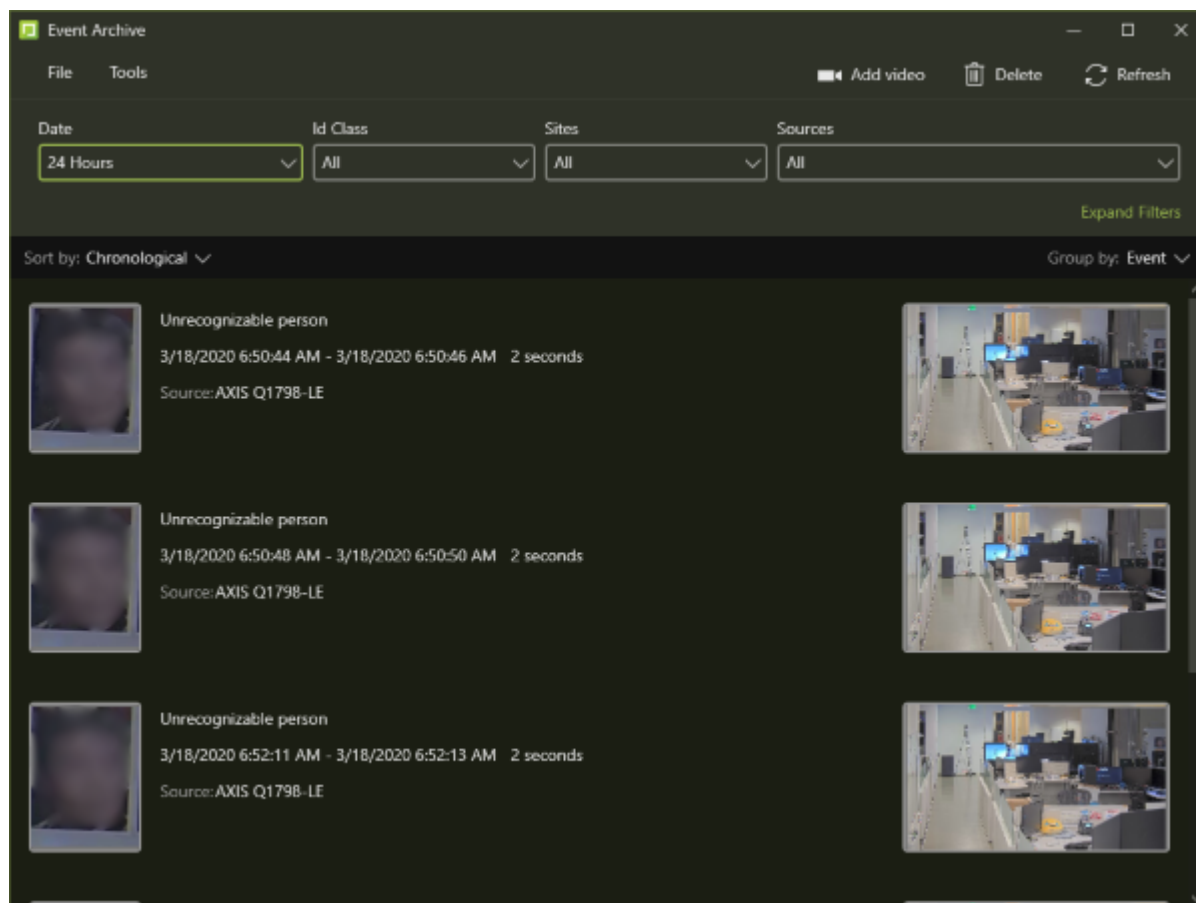 Event Archive
File Tools Add video Delete Refresh
Date Id Class Sites Sources
24 Hours All All All
Expand Filters
Sort by: Chronological Group by: Event
Unrecognizable person
3/18/2020 6:50:44 AM - 3/18/2020 6:50:46 AM 2 seconds
Source:AXIS Q1798-LE
Unrecognizable person
3/18/2020 6:50:48 AM - 3/18/2020 6:50:50 AM 2 seconds
Source:AXIS Q1798-LE
Unrecognizable person
3/18/2020 6:52:11 AM - 3/18/2020 6:52:13 AM 2 seconds
Source:AXIS Q1798-LE